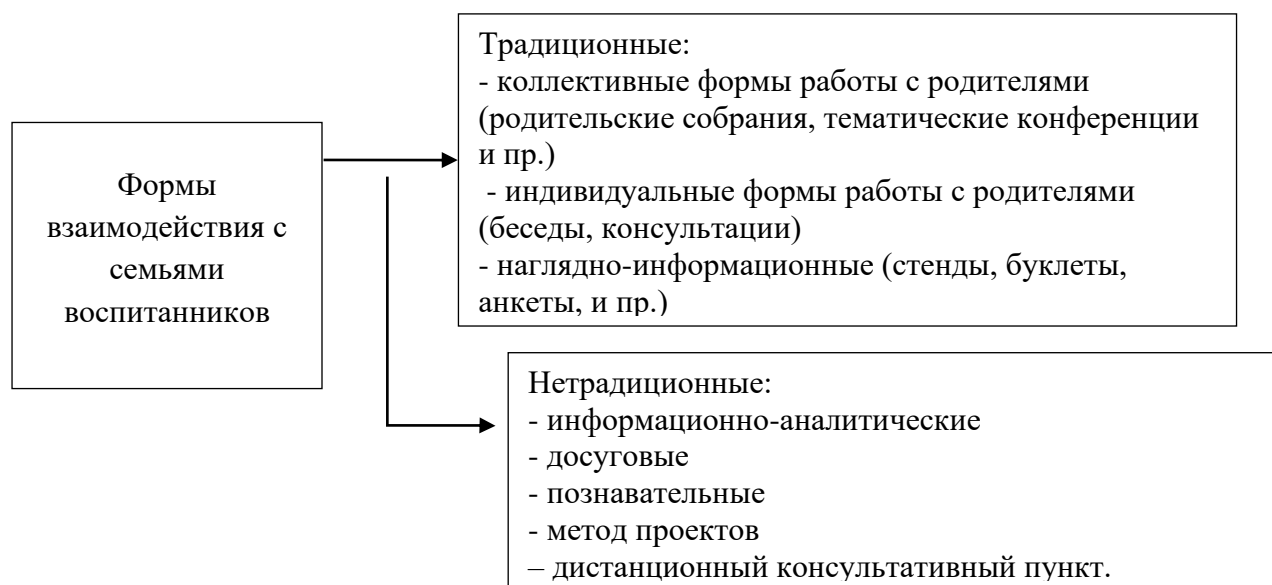 Формы
взаимодействия с
семьями
воспитанников
Традиционные:
- коллективные формы работы с родителями
(родительские собрания, тематические конференции
и пр.)
- индивидуальные формы работы с родителями
(беседы, консультации)
- наглядно-информационные (стенды, буклеты,
анкеты, и пр.)
Нетрадиционные:
- информационно-аналитические
- досуговые
- познавательные
- метод проектов
– дистанционный консультативный пункт.